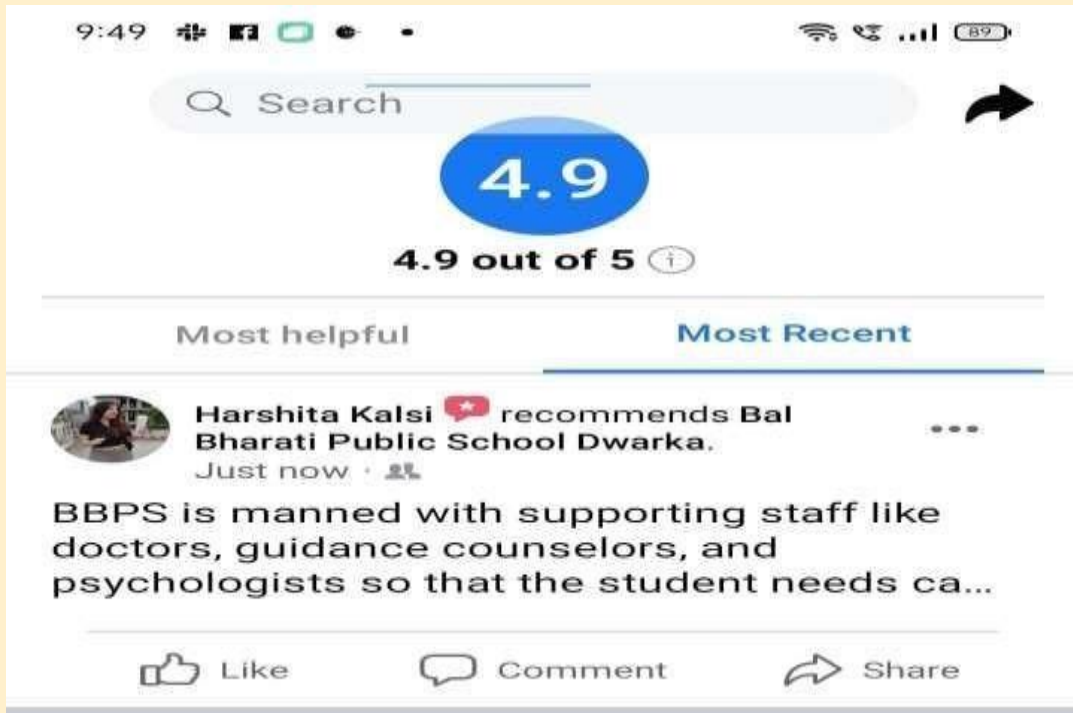 9:49 89
Search
4.9
4.9 out of 5
Most helpful Most Recent
Harshita Kalsi recommends Bal
Bharati Public School Dwarka.
Just now ·
BBPS is manned with supporting staff like
doctors, guidance counselors, and
psychologists so that the student needs ca...
Like Comment Share